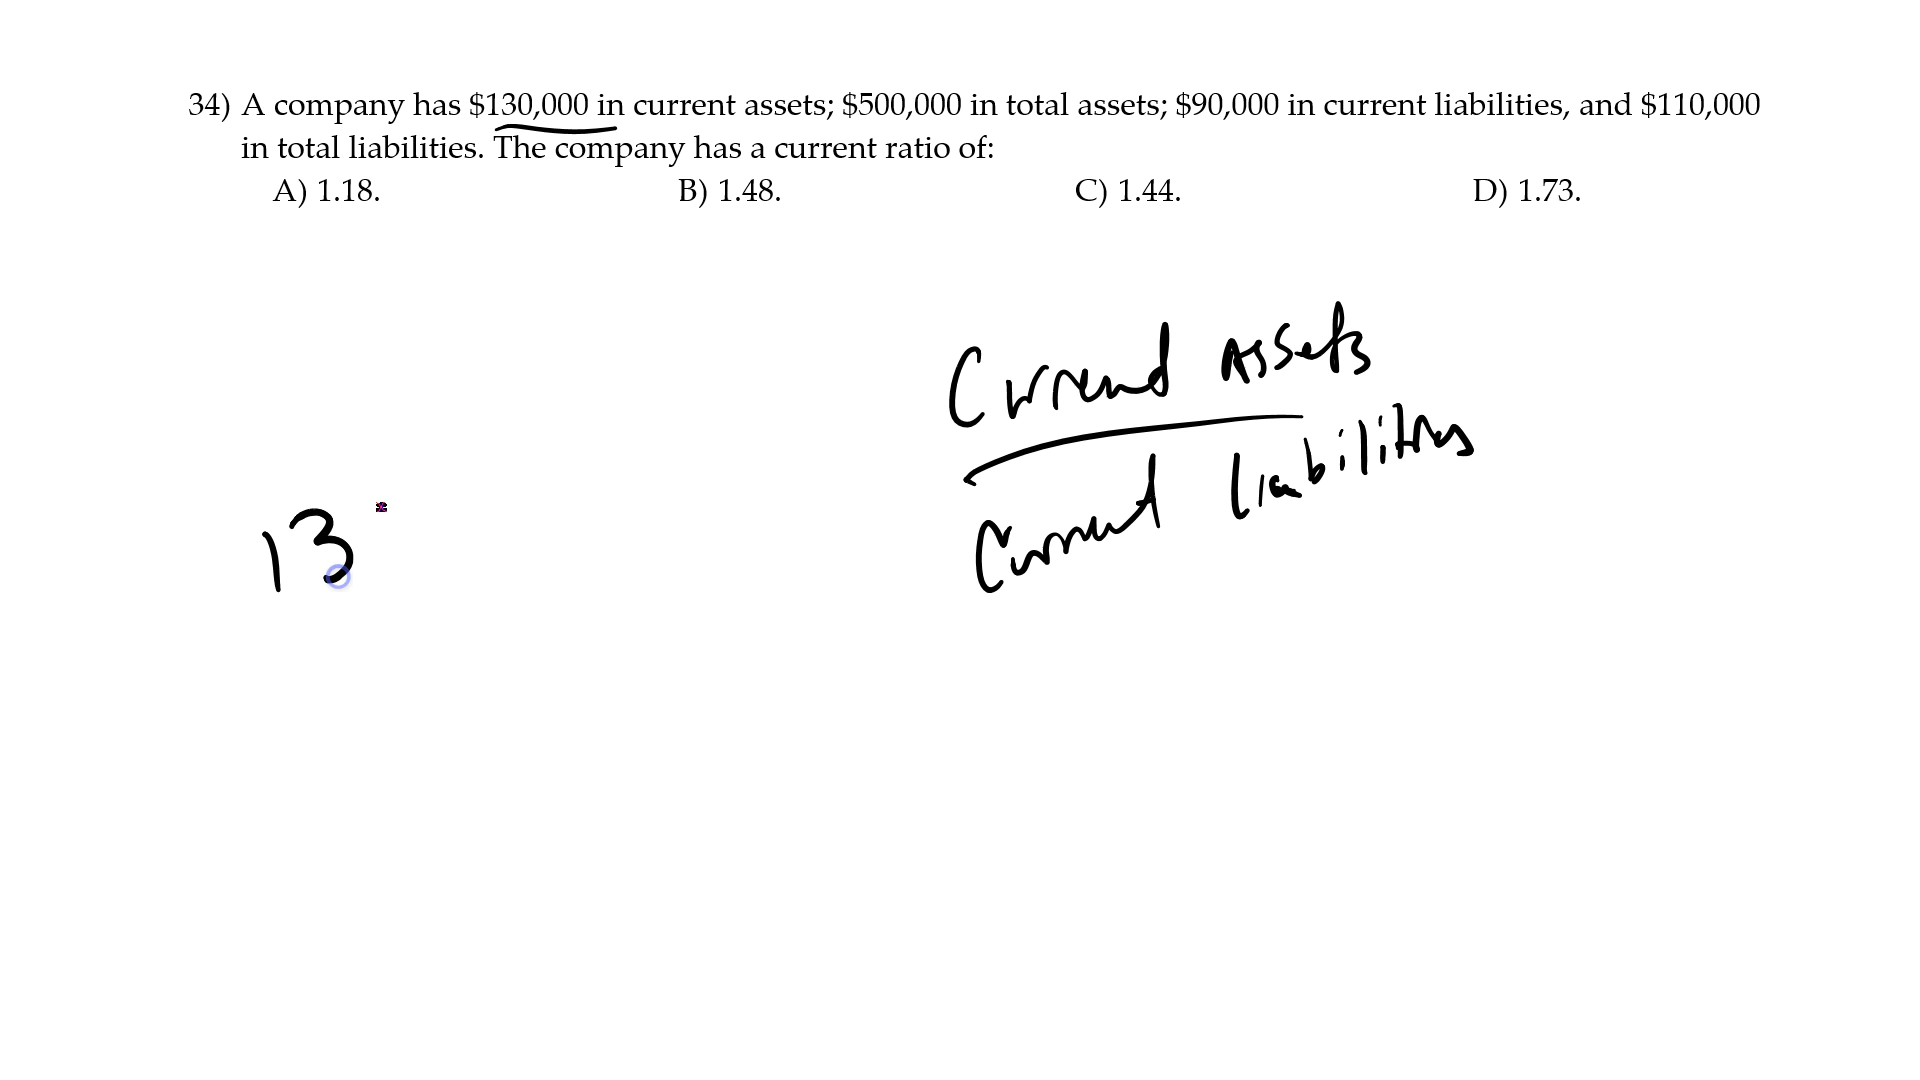 34) A company has $130,000 in current assets; $500,000 in total assets; $90,000 in current liabilities, and $110,000
in total liabilities. The company has a current ratio of:
A) 1.18. B) 1.48. C) 1.44. D) 1.73.
Current Assets
Current liabilities
13